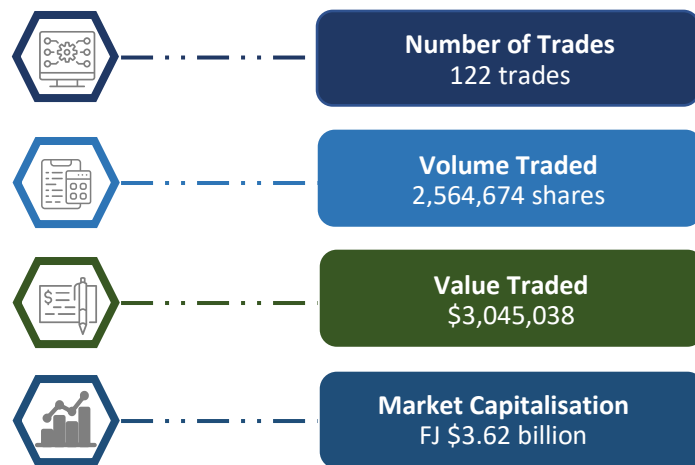 Number of Trades
122 trades
Volume Traded
2,564,674 shares
$
Value Traded
$3,045,038
Market Capitalisation
FJ $3.62 billion